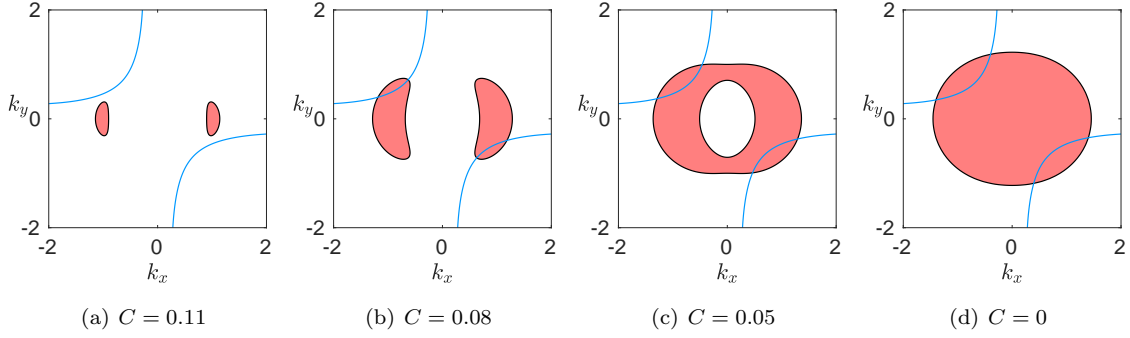 2 2 2 2
k_y 0 k_y 0 k_y 0 k_y 0
-2 -2 -2 -2
-2 0 2 -2 0 2 -2 0 2 -2 0 2
k_x k_x k_x k_x
(a) C = 0.11 (b) C = 0.08 (c) C = 0.05 (d) C = 0